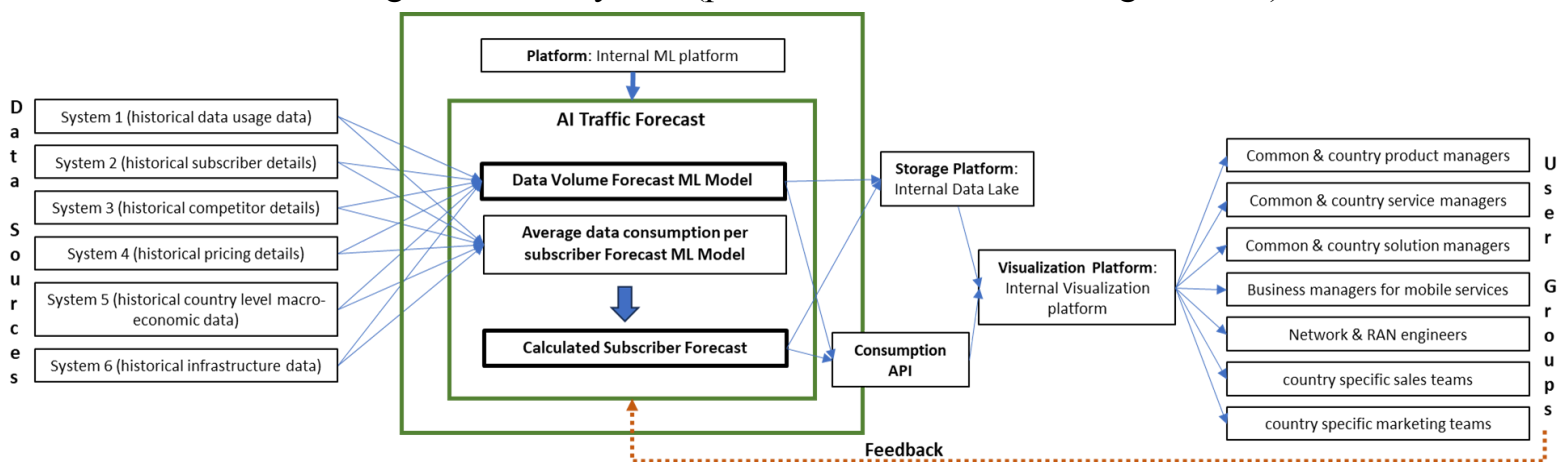 Platform: Internal ML platform
AI Traffic Forecast
Data Sources
System 1 (historical data usage data)
System 2 (historical subscriber details)
System 3 (historical competitor details)
System 4 (historical pricing details)
System 5 (historical country level macro-
economic data)
System 6 (historical infrastructure data)
Data Volume Forecast ML Model
Average data consumption per
subscriber Forecast ML Model
Calculated Subscriber Forecast
Storage Platform:
Internal Data Lake
Consumption
API
Visualization Platform:
Internal Visualization
platform
Common & country product managers
Common & country service managers
Common & country solution managers
Business managers for mobile services
Network & RAN engineers
country specific sales teams
country specific marketing teams
User Groups
Feedback